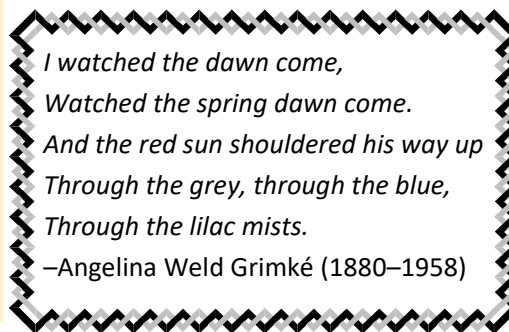 I watched the dawn come,
Watched the spring dawn come.
And the red sun shouldered his way up
Through the grey, through the blue,
Through the lilac mists.
–Angelina Weld Grimké (1880–1958)